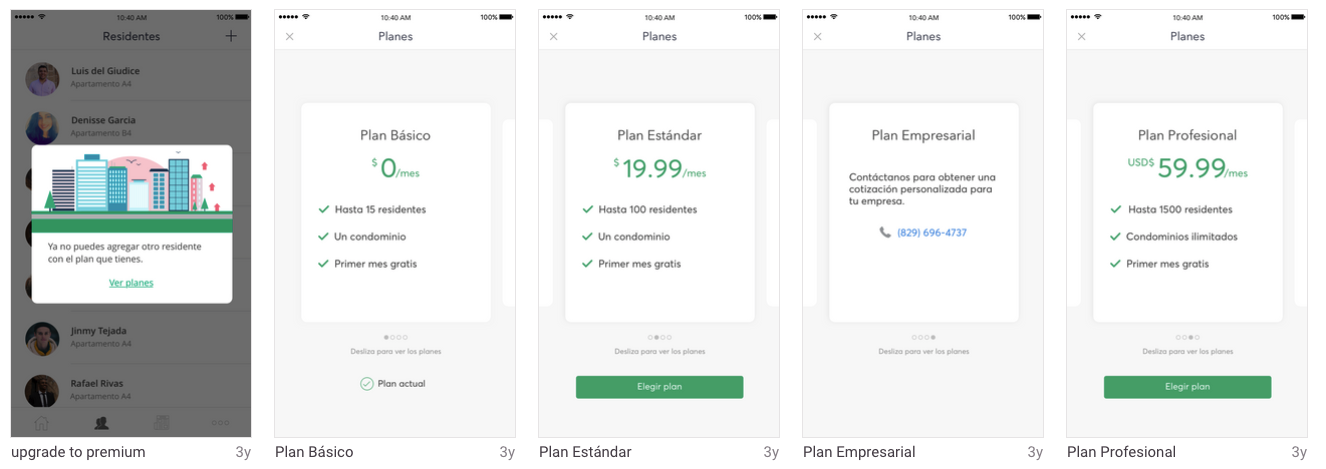 10:40 AM
100%
Residentes
Luis del Giudice
Apartamento A4
Denisse Garcia
Apartamento B4
Ya no puedes agregar otro residente
con el plan que tienes.
Ver planes
Jinmy Tejada
Apartamento A4
Rafael Rivas
Apartamento A4
upgrade to premium
3y
10:40 AM
100%
Planes
Plan Básico
$ 0/mes
Hasta 15 residentes
Un condominio
Primer mes gratis
Desliza para ver los planes
Plan actual
Plan Básico
3y
10:40 AM
100%
Planes
Plan Estándar
$ 19.99/mes
Hasta 100 residentes
Un condominio
Primer mes gratis
Desliza para ver los planes
Elegir plan
Plan Estándar
3y
10:40 AM
100%
Planes
Plan Empresarial
Contáctanos para obtener una
cotización personalizada para
tu empresa.
(829) 696-4737
Desliza para ver los planes
Plan Empresarial
3y
10:40 AM
100%
Planes
Plan Profesional
USD$ 59.99/mes
Hasta 1500 residentes
Condominios ilimitados
Primer mes gratis
Desliza para ver los planes
Elegir plan
Plan Profesional
3y